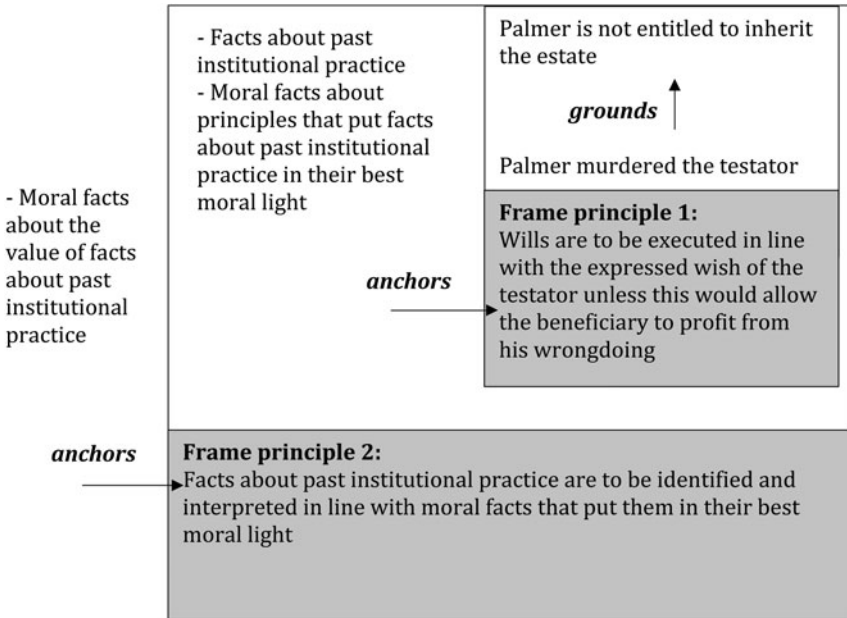 - Moral facts
about the
value of facts
about past
institutional
practice
anchors
- Facts about past
institutional practice
- Moral facts about
principles that put facts
about past institutional
practice in their best
moral light
anchors
Palmer is not entitled to inherit
the estate
grounds
Palmer murdered the testator
Frame principle 1:
Wills are to be executed in line
with the expressed wish of the
testator unless this would allow
the beneficiary to profit from
his wrongdoing
Frame principle 2:
Facts about past institutional practice are to be identified and
interpreted in line with moral facts that put them in their best
moral light